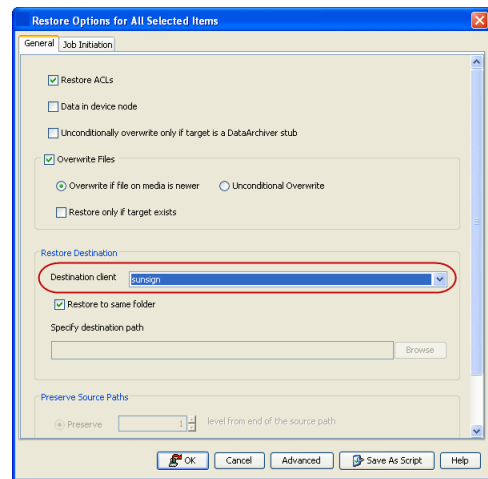 Restore Options for All Selected Items
General Job Initiation
Restore ACLs
Data in device node
Unconditionally overwrite only if target is a DataArchiver stub
Overwrite Files
Overwrite if file on media is newer Unconditional Overwrite
Restore only if target exists
Restore Destination
Destination client sunsign
Restore to same folder
Specify destination path
Browse
Preserve Source Paths
Preserve 1 level from end of the source path
OK Cancel Advanced Save As Script Help